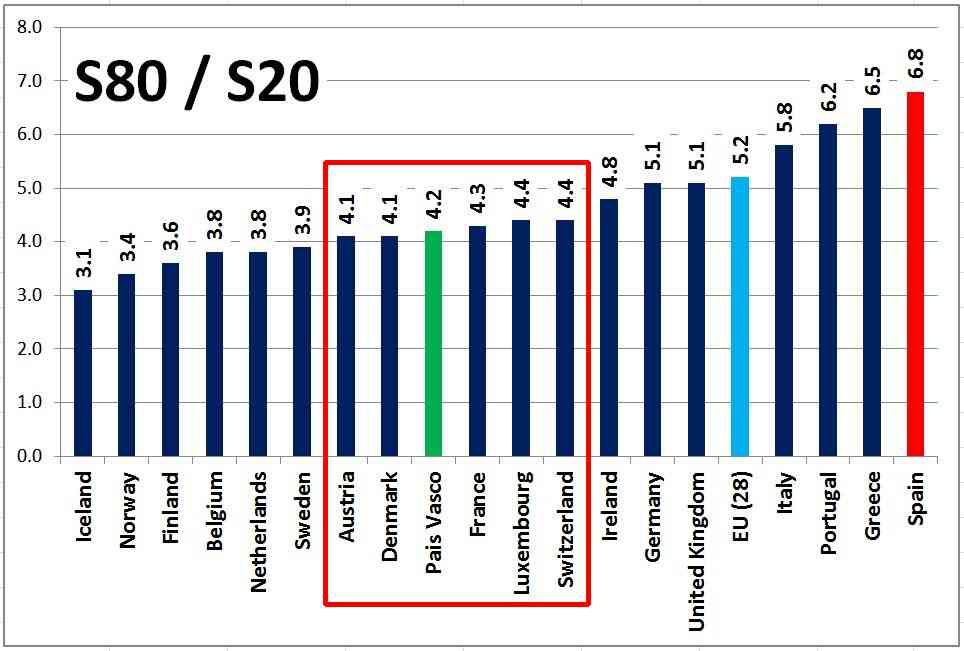 S80 / S20
8.0
7.0
6.0
5.0
4.0
3.0
2.0
1.0
0.0
3.1
3.4
3.6
3.8
3.8
3.9
4.1
4.1
4.2
4.3
4.4
4.4
4.8
5.1
5.1
5.2
5.8
6.2
6.5
6.8
Iceland
Norway
Finland
Belgium
Netherlands
Sweden
Austria
Denmark
Pais Vasco
France
Luxembourg
Switzerland
Ireland
Germany
United Kingdom
EU (28)
Italy
Portugal
Greece
Spain